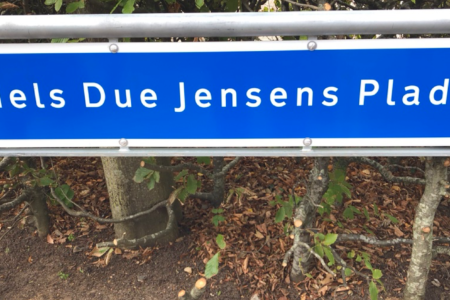 els Due Jensens Plad